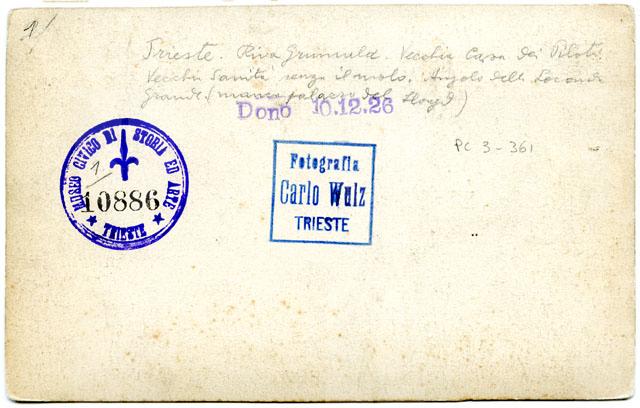 1/
Trieste. Riva Grumula. Vecchia Casa dei Piloti.
Vecchia Sanità senza il molo. Angolo della Locanda
Grande. (manca palazzo del Lloyd)
Donò 10.12.26
PC 3-361
MUSEO CIVICO DI STORIA ED ARTE
1
10886
★ TRIESTE ★
Fotografia
Carlo Wulz
TRIESTE